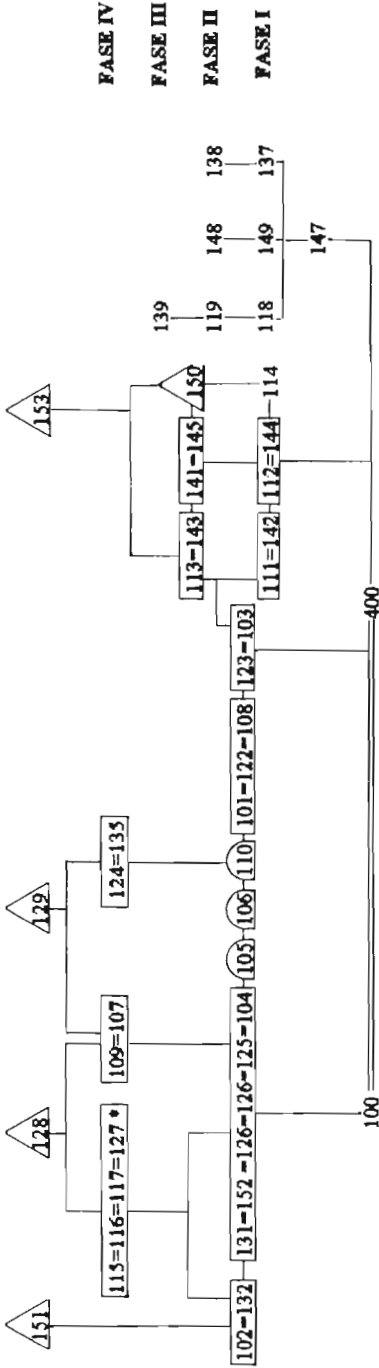 151 128 129 153
115=116=117=127 * 109=107 124=135 FASE IV
139 FASE III
113=143 141=145 150 119 148 138 FASE II
111=142 112=144 114 118 149 137 FASE I
102=132 131=152 =126=126=125=104 105 106 110 101=122=108 123=103
147
100 400